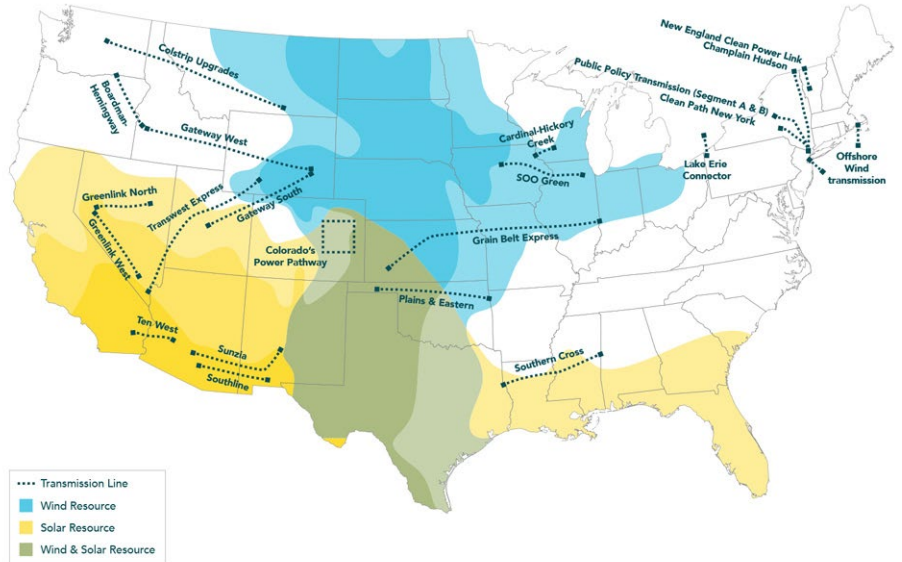 New England Clean Power Link
Champlain Hudson
Public Policy Transmission (Segment A & B)
Clean Path New York
Colstrip Upgrades
Boardman-
Hemingway
Gateway West
Cardinal-Hickory
Creek
SOO Green
Lake Erie
Connector
Offshore
Wind
transmission
Greenlink North
Transwest Express
Gateway South
Greenlink West
Colorado's
Power Pathway
Grain Belt Express
Plains & Eastern
Ten West
Sunzia
Southline
Southern Cross
Transmission Line
Wind Resource
Solar Resource
Wind & Solar Resource